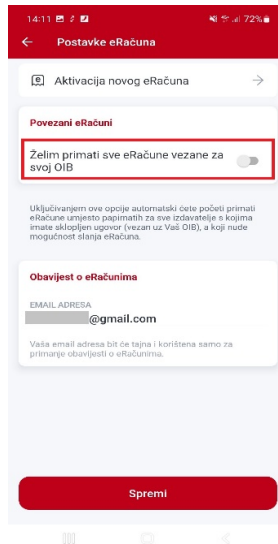 14:11
72%
Postavke eRačuna
Aktivacija novog eRačuna
Povezani eRačuni
Želim primati sve eRačune vezane za
svoj OIB
Uključivanjem ove opcije automatski ćete početi primati
eRačune umjesto papirnatih za sve izdavatelje s kojima
imate sklopljen ugovor (vezan uz Vaš OIB), a koji nude
mogućnost slanja eRačuna.
Obavijest o eRačunima
EMAIL ADRESA
@gmail.com
Vaša email adresa bit će tajna i korištena samo za
primanje obavijesti o eRačunima.
Spremi